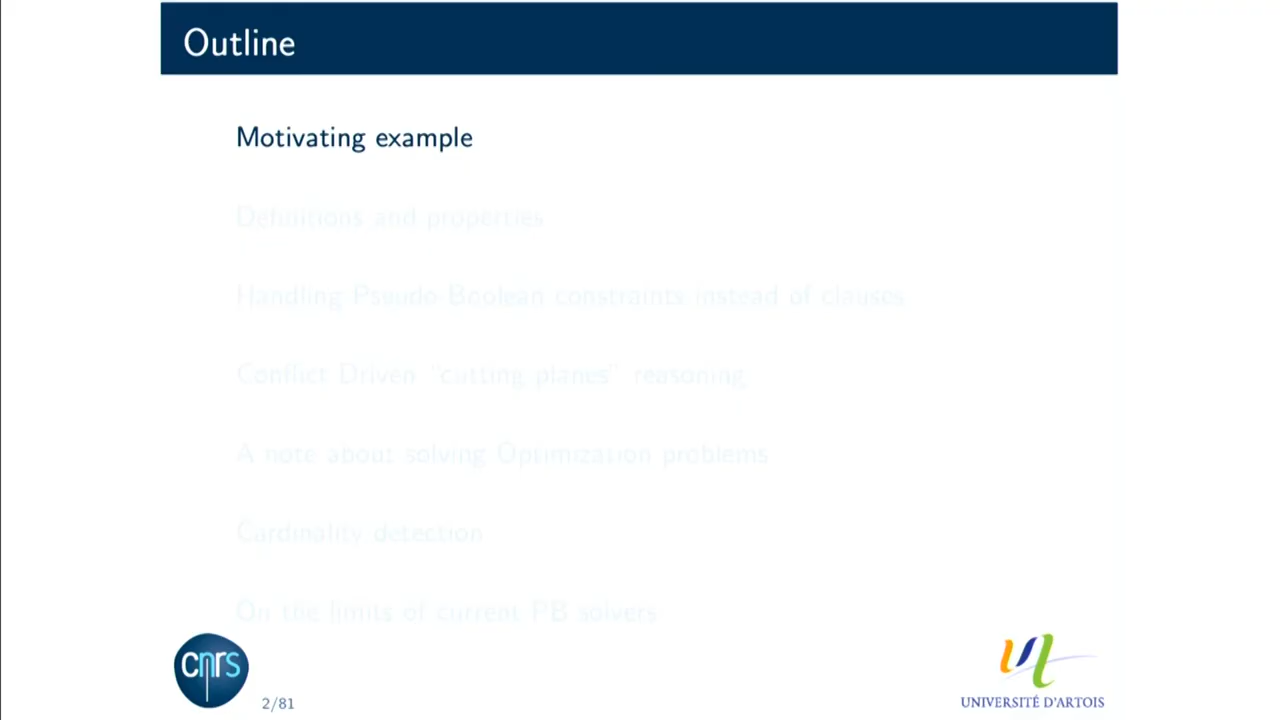 Outline
Motivating example
Definitions and properties
Handling Pseudo Boolean constraints instead of clauses
Conflict Driven “cutting planes” reasoning
A note about solving Optimization problems
Cardinality detection
On the limits of current PB solvers
cnrs
2/81
UNIVERSITÉ D'ARTOIS